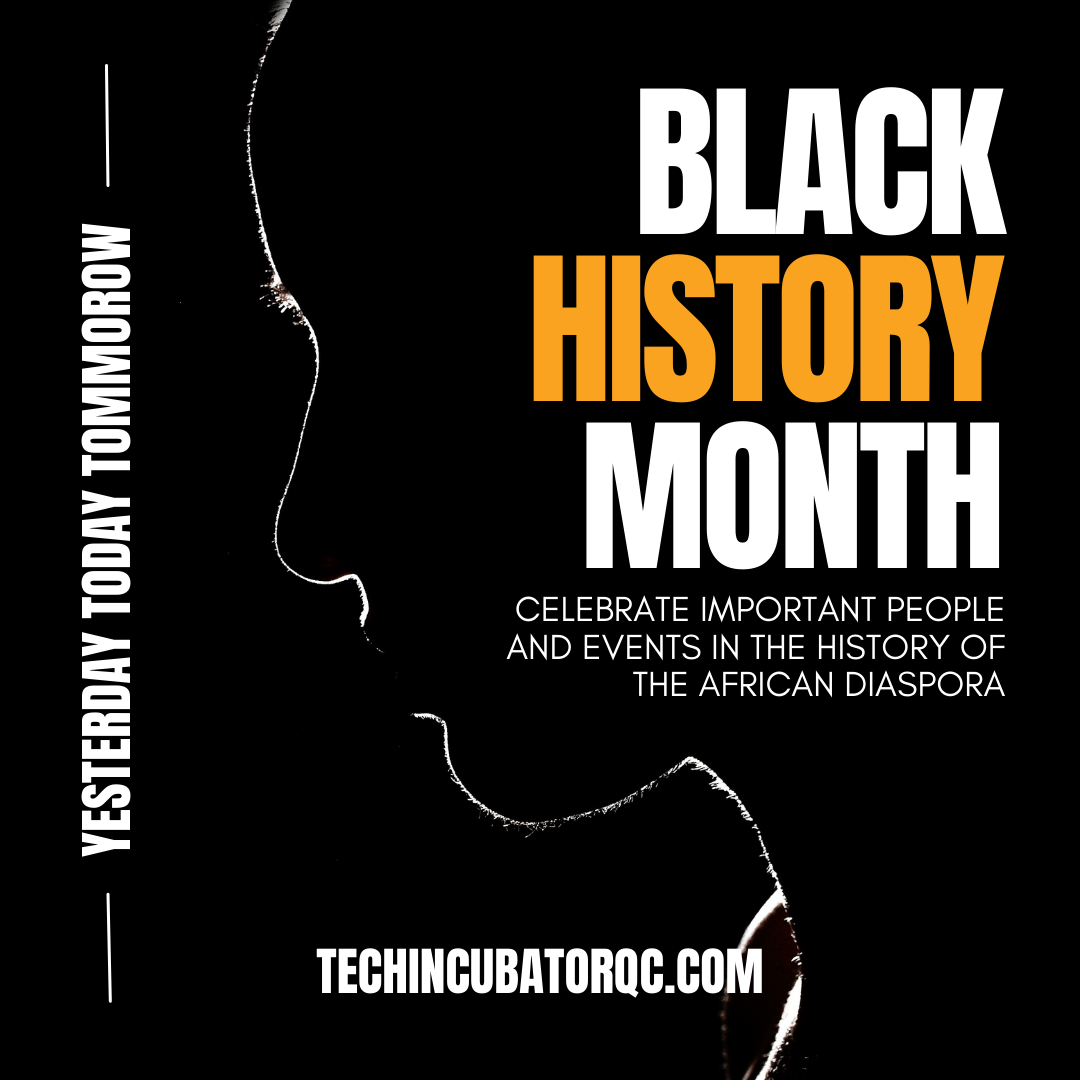 YESTERDAY TODAY TOMMOROW
BLACK
HISTORY
MONTH
CELEBRATE IMPORTANT PEOPLE
AND EVENTS IN THE HISTORY OF
THE AFRICAN DIASPORA
TECHINCUBATORQC.COM